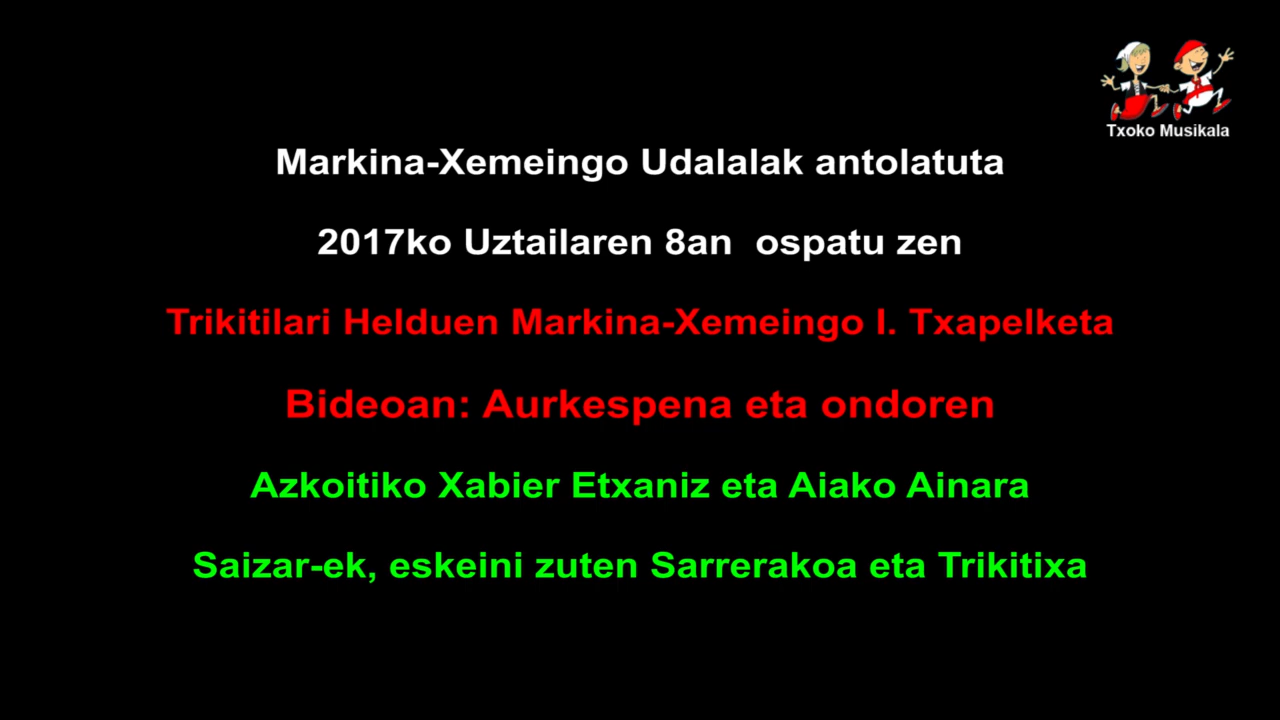 Txoko Musikala
Markina-Xemeingo Udalalak antolatuta
2017ko Uztailaren 8an  ospatu zen
Trikitilari Helduen Markina-Xemeingo I. Txapelketa
Bideoan: Aurkespena eta ondoren
Azkoitiko Xabier Etxaniz eta Aiako Ainara
Saizar-ek, eskeini zuten Sarrerakoa eta Trikitixa